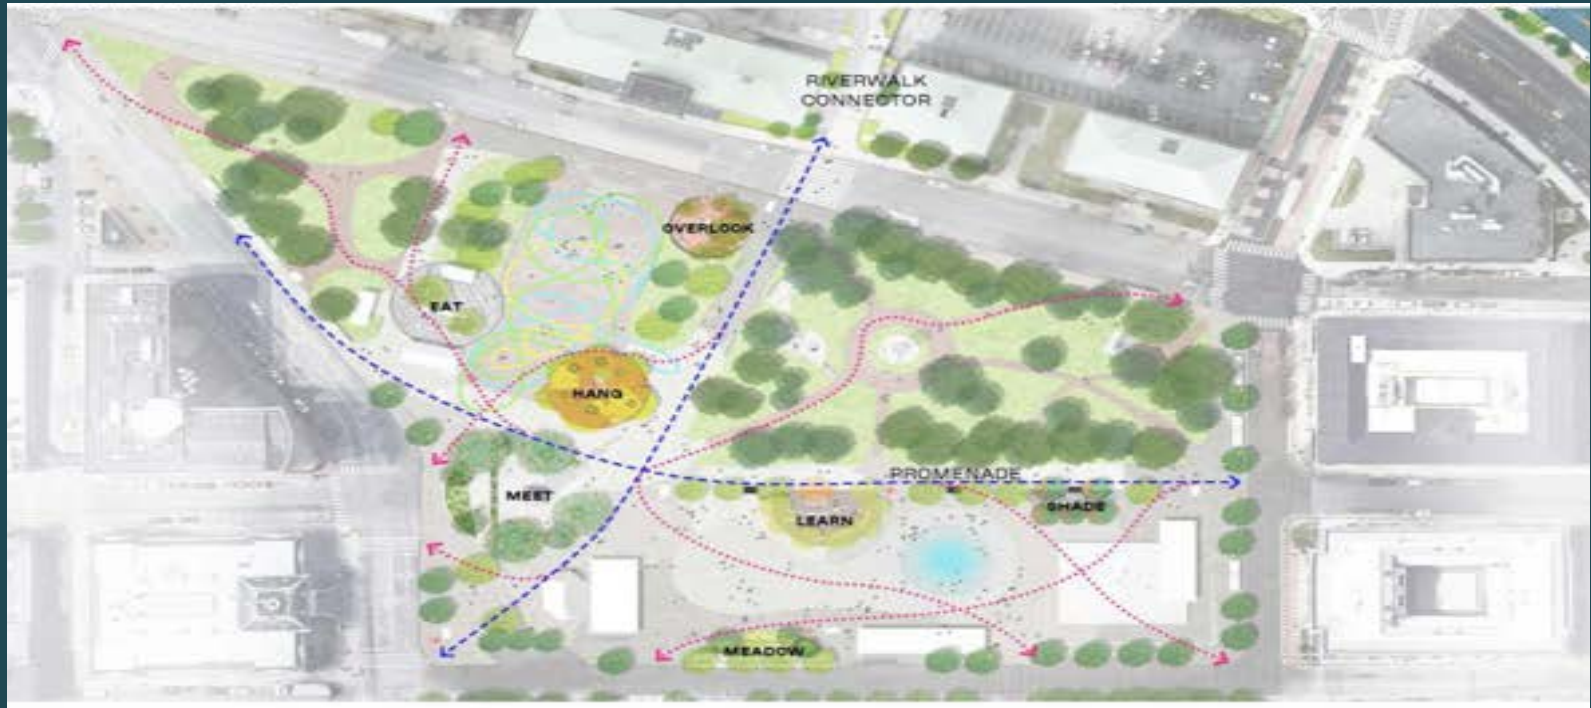 RIVERWALK
CONNECTOR
OVERLOOK
EAT
HANG
PROMENADE
MEET
LEARN
SHADE
MEADOW